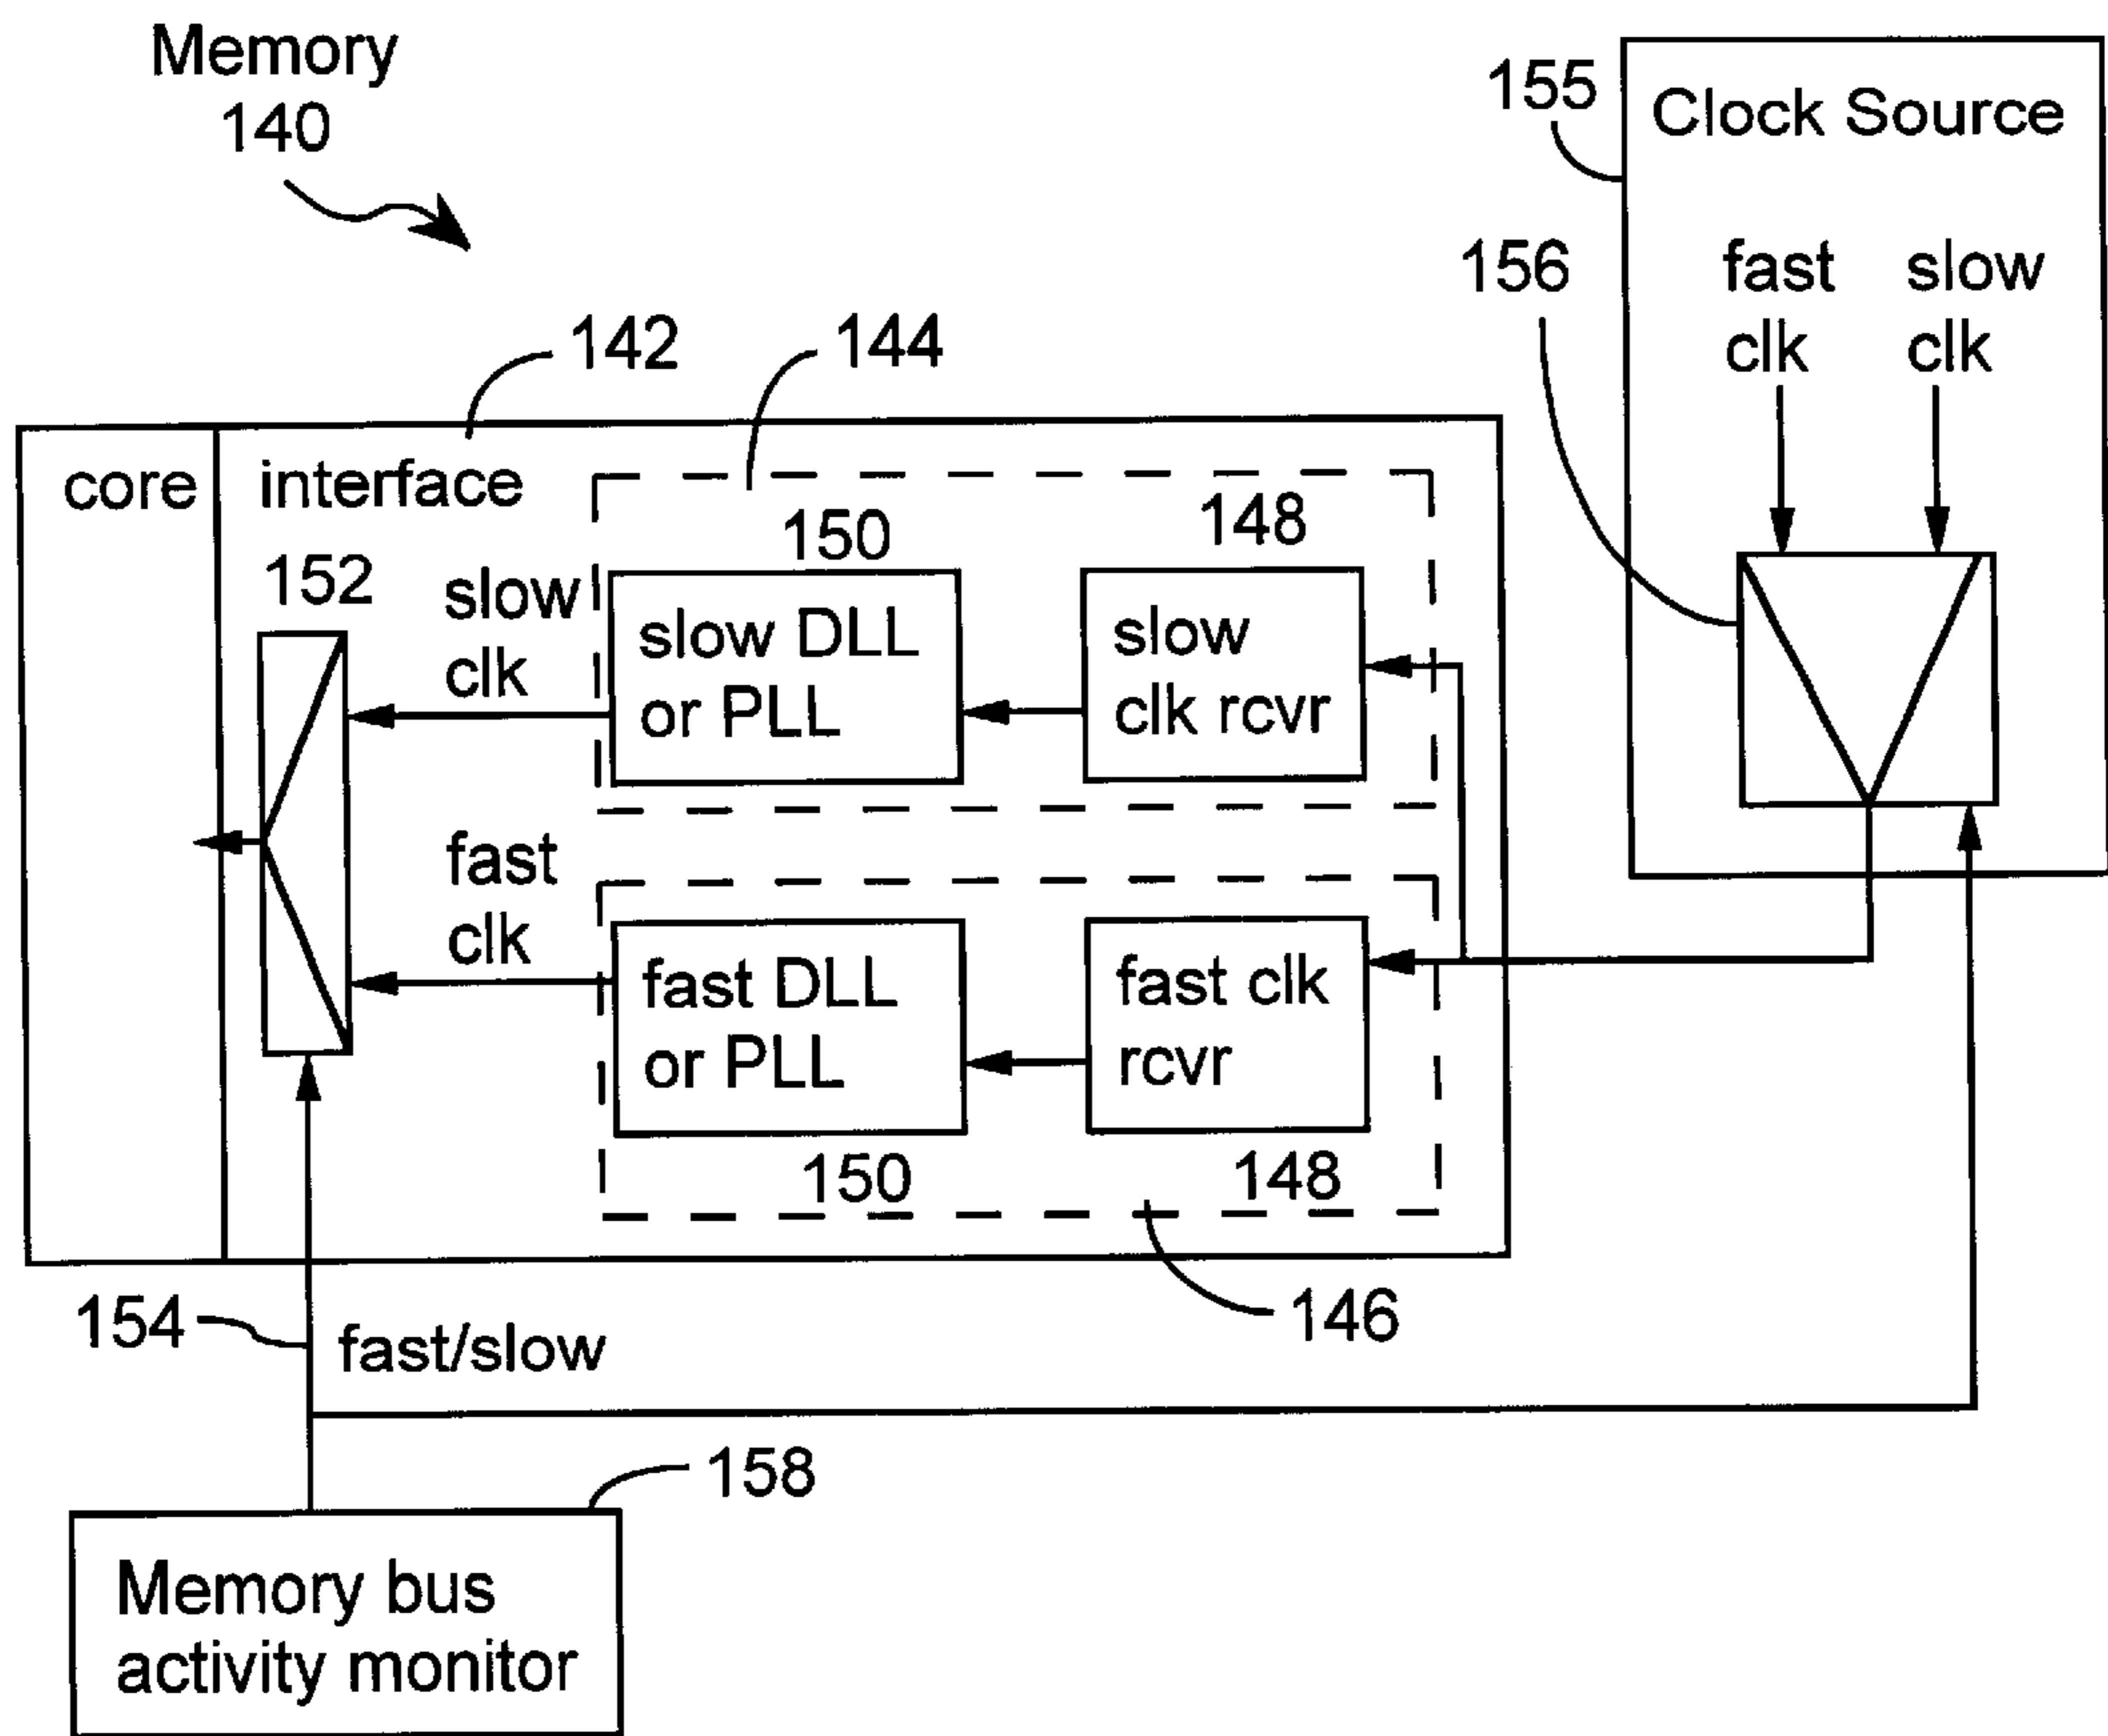 Memory
140
155
Clock Source
156
fast
clk
slow
clk
142
144
core
interface
152
slow
clk
150
148
slow DLL
or PLL
slow
clk rcvr
fast
clk
fast DLL
or PLL
fast clk
rcvr
150
148
154
fast/slow
146
158
Memory bus
activity monitor